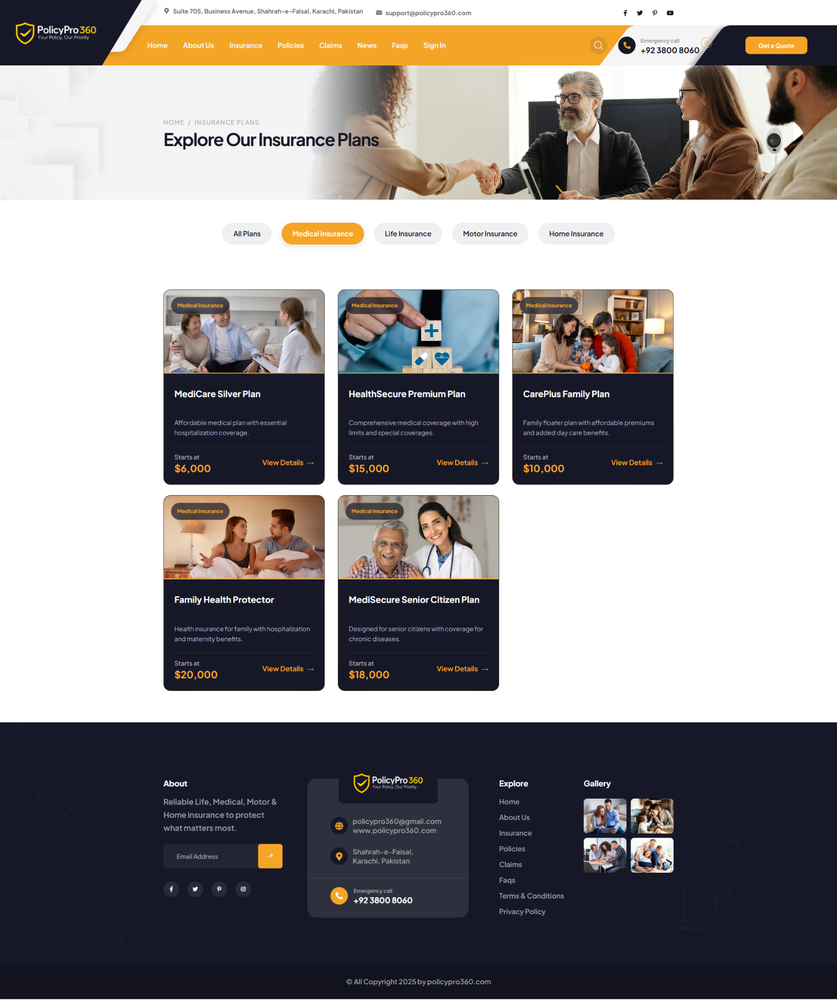 Suite 705, Business Avenue, Shahrah-e-Faisal, Karachi, Pakistan
support@policypro360.com
PolicyPro 360
Your Policy, Our Priority
Home
About Us
Insurance
Policies
Claims
News
Faqs
Sign In
Emergency call
+92 3800 8060
Get a Quote
HOME / INSURANCE PLANS
Explore Our Insurance Plans
All Plans
Medical Insurance
Life Insurance
Motor Insurance
Home Insurance
Medical Insurance
MediCare Silver Plan
Affordable medical plan with essential
hospitalization coverage.
Starts at
$6,000
View Details →
Medical Insurance
HealthSecure Premium Plan
Comprehensive medical coverage with high
limits and special coverages.
Starts at
$15,000
View Details →
Medical Insurance
CarePlus Family Plan
Family floater plan with affordable premiums
and added day care benefits.
Starts at
$10,000
View Details →
Medical Insurance
Family Health Protector
Health insurance for family with hospitalization
and maternity benefits.
Starts at
$20,000
View Details →
Medical Insurance
MediSecure Senior Citizen Plan
Designed for senior citizens with coverage for
chronic diseases.
Starts at
$18,000
View Details →
About
Reliable Life, Medical, Motor &
Home insurance to protect
what matters most.
Email Address
PolicyPro 360
Your Policy, Our Priority
policypro360@gmail.com
www.policypro360.com
Shahrah-e-Faisal,
Karachi, Pakistan
Emergency call
+92 3800 8060
Explore
Home
About Us
Insurance
Policies
Claims
Faqs
Terms & Conditions
Privacy Policy
Gallery
© All Copyright 2025 by policypro360.com